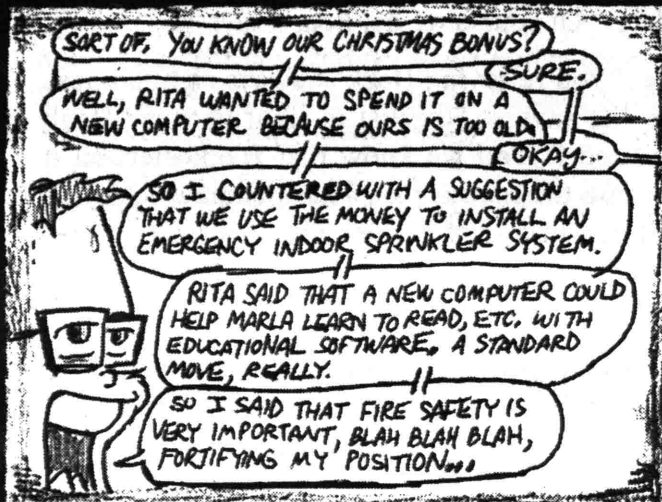 SORT OF. YOU KNOW OUR CHRISTMAS BONUS?
SURE.
WELL, RITA WANTED TO SPEND IT ON A
NEW COMPUTER BECAUSE OURS IS TOO OLD.
OKAY...
SO I COUNTERED WITH A SUGGESTION
THAT WE USE THE MONEY TO INSTALL AN
EMERGENCY INDOOR SPRINKLER SYSTEM.
RITA SAID THAT A NEW COMPUTER COULD
HELP MARLA LEARN TO READ, ETC. WITH
EDUCATIONAL SOFTWARE. A STANDARD
MOVE, REALLY.
SO I SAID THAT FIRE SAFETY IS
VERY IMPORTANT, BLAH BLAH BLAH,
FORTIFYING MY POSITION...